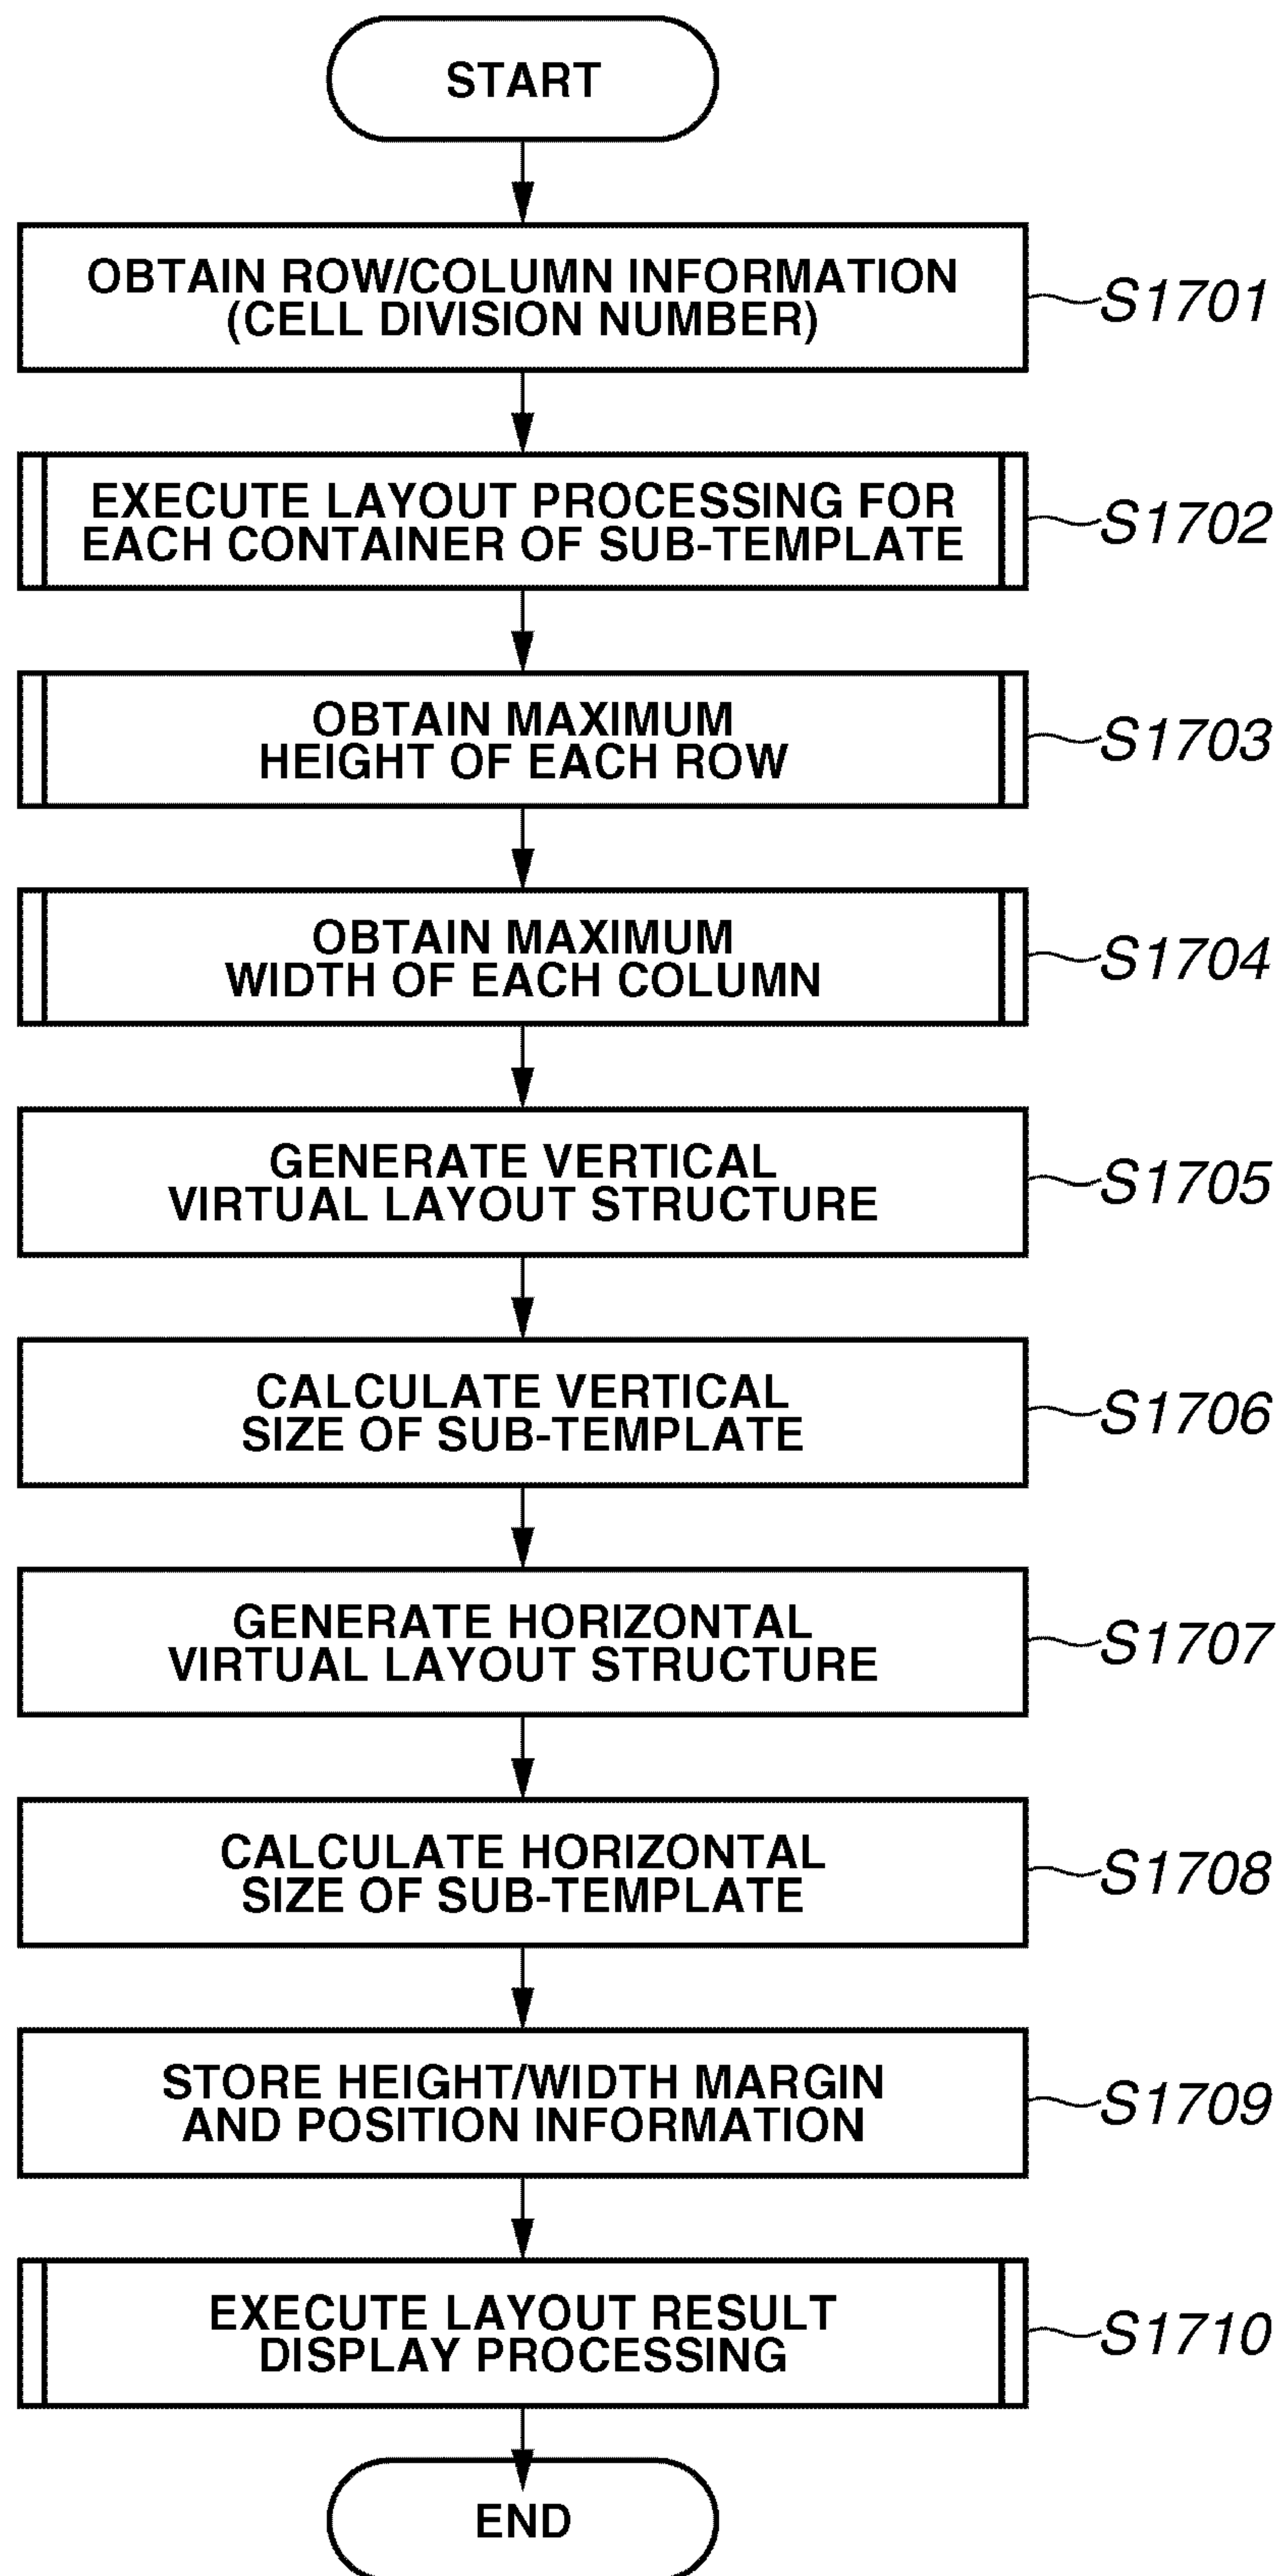 START
OBTAIN ROW/COLUMN INFORMATION
(CELL DIVISION NUMBER)
S1701
EXECUTE LAYOUT PROCESSING FOR
EACH CONTAINER OF SUB-TEMPLATE
S1702
OBTAIN MAXIMUM
HEIGHT OF EACH ROW
S1703
OBTAIN MAXIMUM
WIDTH OF EACH COLUMN
S1704
GENERATE VERTICAL
VIRTUAL LAYOUT STRUCTURE
S1705
CALCULATE VERTICAL
SIZE OF SUB-TEMPLATE
S1706
GENERATE HORIZONTAL
VIRTUAL LAYOUT STRUCTURE
S1707
CALCULATE HORIZONTAL
SIZE OF SUB-TEMPLATE
S1708
STORE HEIGHT/WIDTH MARGIN
AND POSITION INFORMATION
S1709
EXECUTE LAYOUT RESULT
DISPLAY PROCESSING
S1710
END